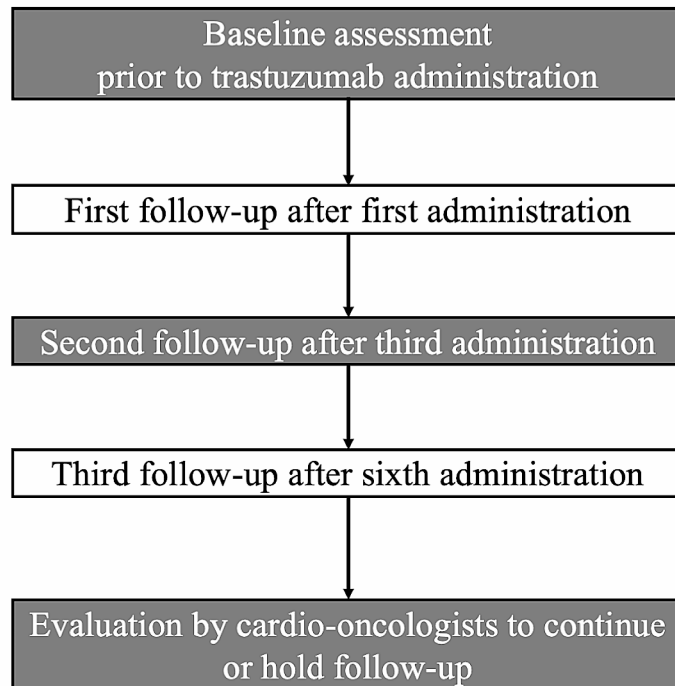 Baseline assessment
prior to trastuzumab administration
First follow-up after first administration
Second follow-up after third administration
Third follow-up after sixth administration
Evaluation by cardio-oncologists to continue
or hold follow-up